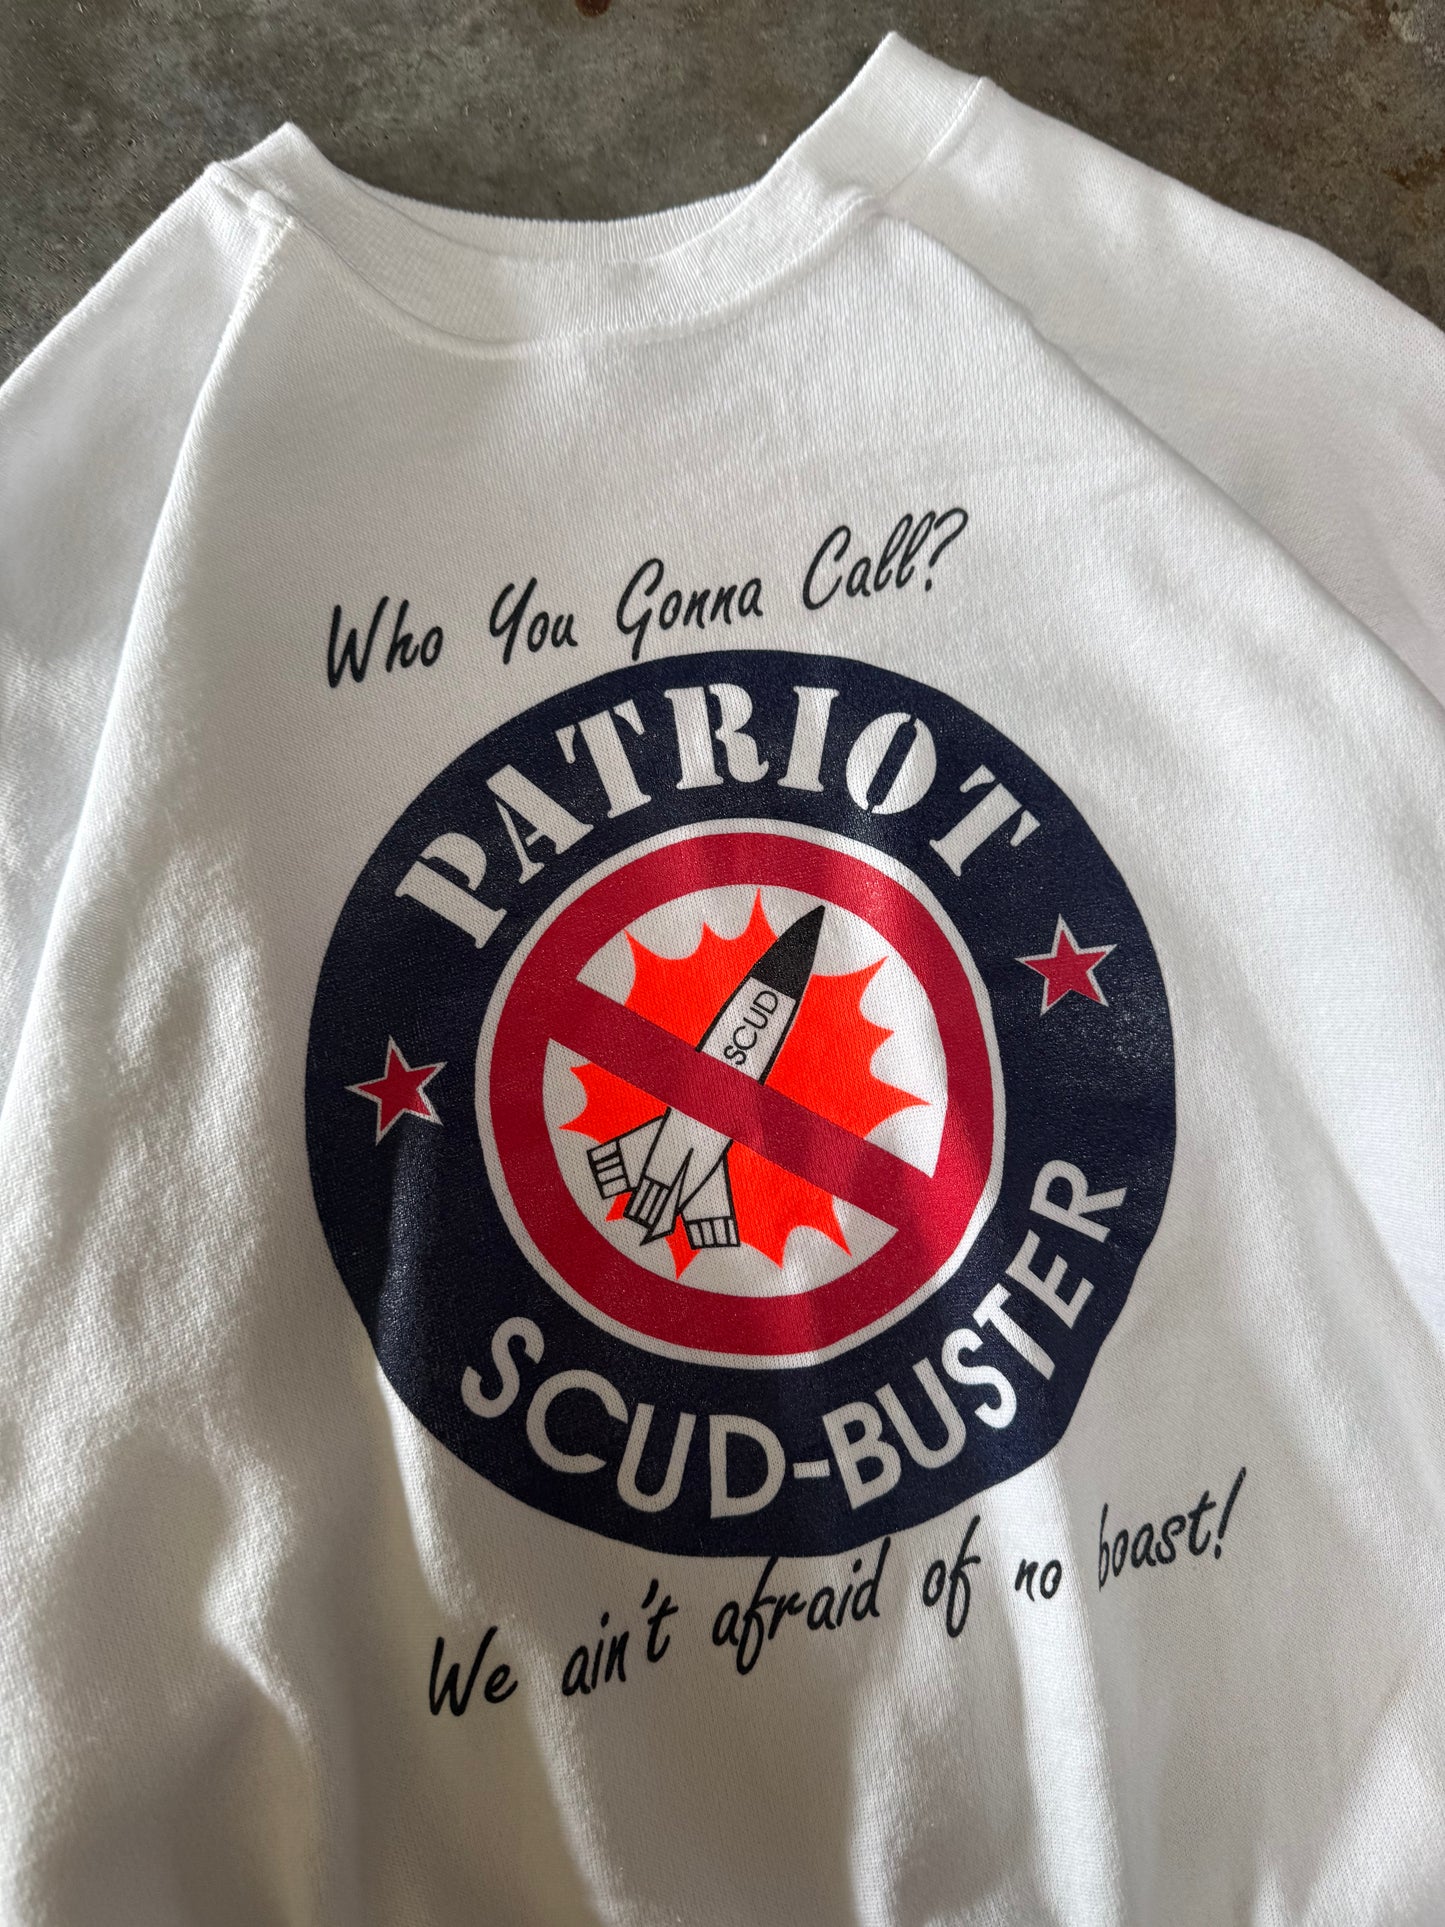 Who You Gonna Call?
PATRIOT
SCUD
SCUD-BUSTER
We ain't afraid of no boast!